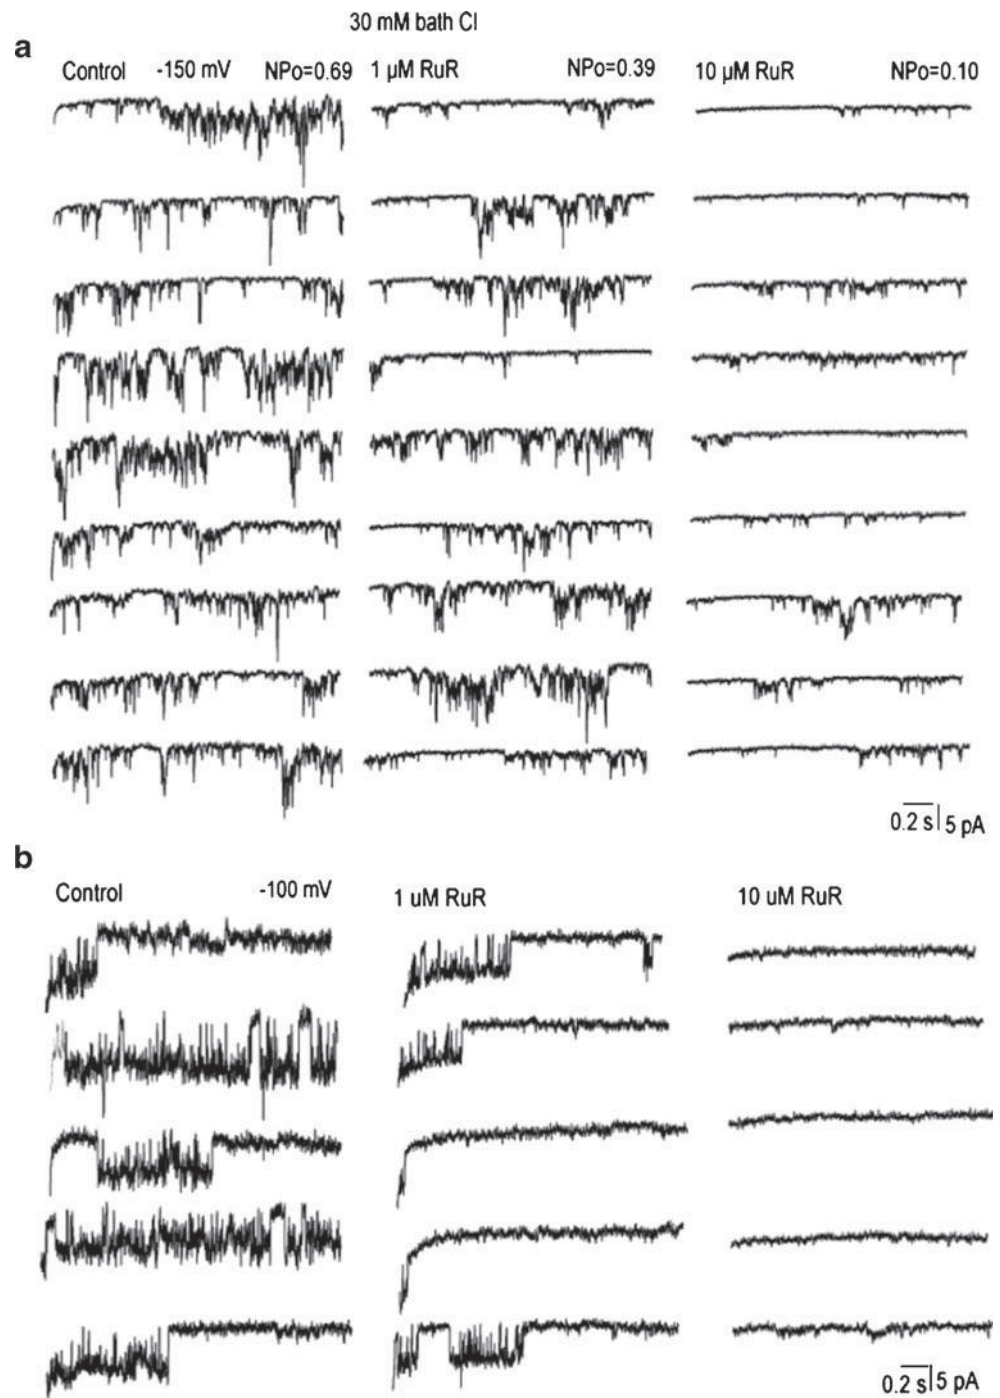 30 mM bath Cl
a
Control -150 mV NPo=0.69 1 µM RuR NPo=0.39 10 µM RuR NPo=0.10
0.2 s 5 pA
b
Control -100 mV 1 uM RuR 10 uM RuR
0.2 s 5 pA